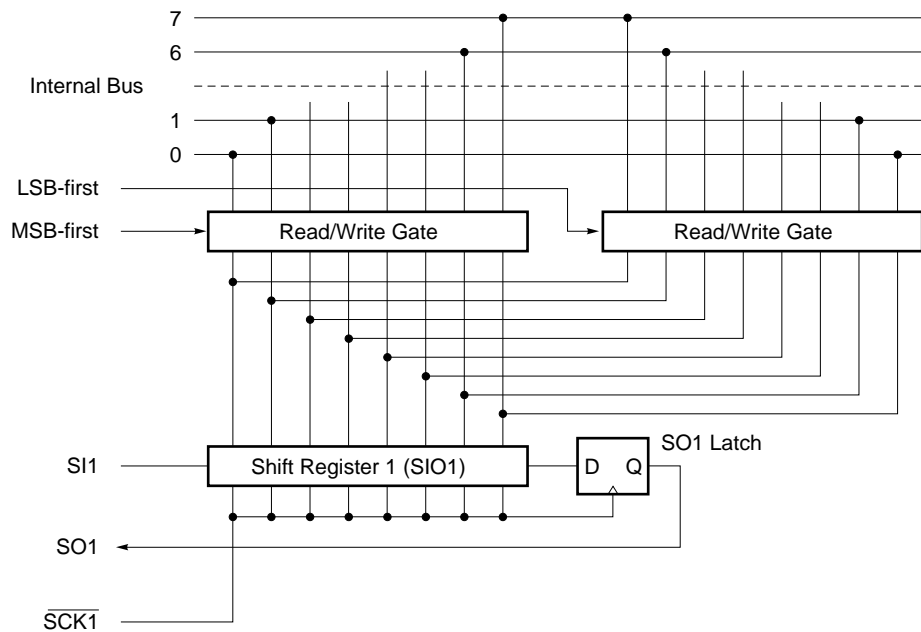 7
6
Internal Bus
1
0
LSB-first
MSB-first
Read/Write Gate
Read/Write Gate
SO1 Latch
SI1
Shift Register 1 (SIO1)
D
Q
SO1
SCK1